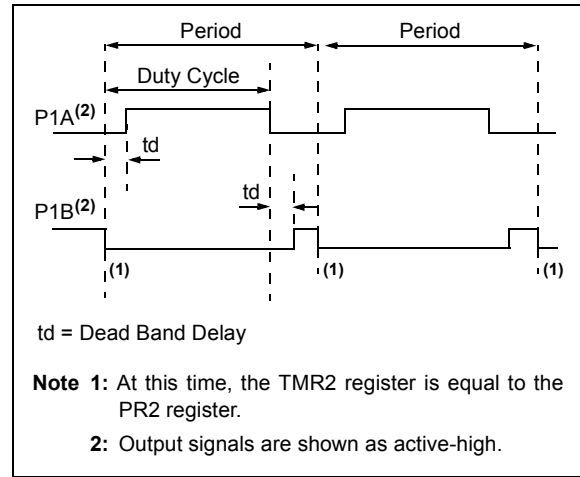 Period Period
Duty Cycle
P1A(2)
td
td
P1B(2)
(1) (1) (1)
td = Dead Band Delay
Note 1: At this time, the TMR2 register is equal to the
PR2 register.
2: Output signals are shown as active-high.